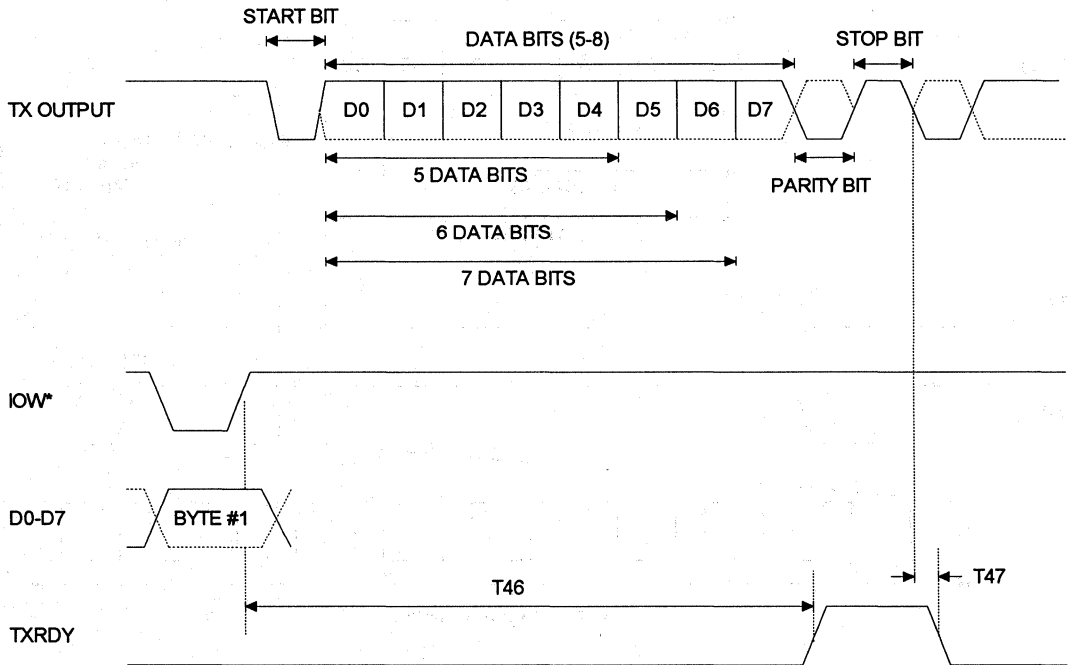 START BIT
DATA BITS (5-8)
STOP BIT
TX OUTPUT
D0 D1 D2 D3 D4 D5 D6 D7
5 DATA BITS
PARITY BIT
6 DATA BITS
7 DATA BITS
IOW*
D0-D7
BYTE #1
T46
T47
TXRDY